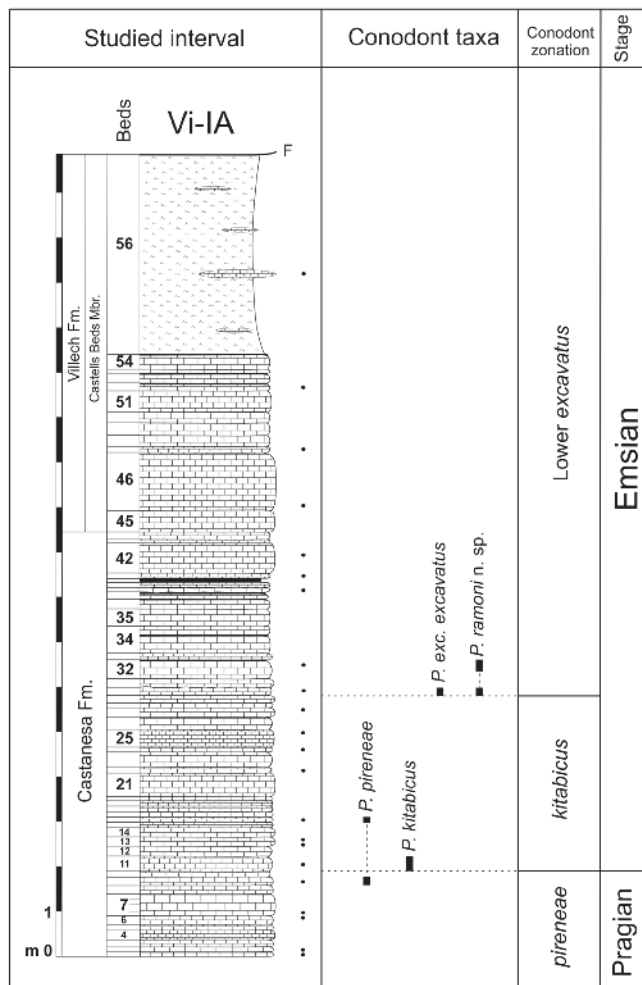 Studied interval
Conodont taxa
Conodont
zonation
Stage
Beds
Vi-IA
F
56
54
51
46
45
42
35
34
32
25
21
14
13
12
11
7
6
4
1
m 0
Villech Fm.
Castells Beds Mbr.
Castanesa Fm.
P. pireneae
P. kitabicus
P. exc. excavatus
P. ramoni n. sp.
Lower excavatus
kitabicus
pireneae
Emsian
Pragian